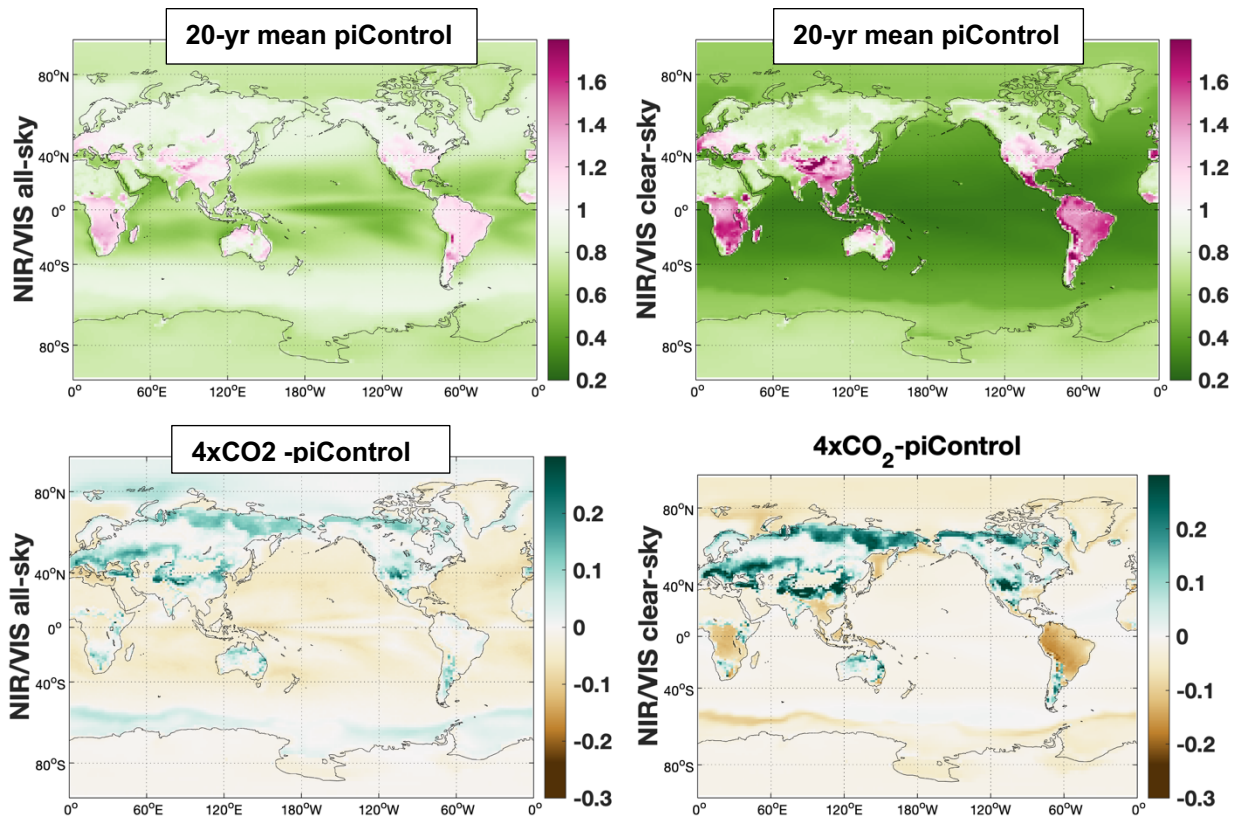 20-yr mean piControl
NIR/VIS all-sky
80°N
40°N
0°
40°S
80°S
0° 60°E 120°E 180°W 120°W 60°W 0°
1.6
1.4
1.2
1
0.8
0.6
0.4
0.2
20-yr mean piControl
NIR/VIS clear-sky
80°N
40°N
0°
40°S
80°S
0° 60°E 120°E 180°W 120°W 60°W 0°
1.6
1.4
1.2
1
0.8
0.6
0.4
0.2
4xCO2 -piControl
NIR/VIS all-sky
80°N
40°N
0°
40°S
80°S
0° 60°E 120°E 180°W 120°W 60°W 0°
0.2
0.1
0
-0.1
-0.2
-0.3
4xCO₂-piControl
NIR/VIS clear-sky
80°N
40°N
0°
40°S
80°S
0° 60°E 120°E 180°W 120°W 60°W 0°
0.2
0.1
0
-0.1
-0.2
-0.3